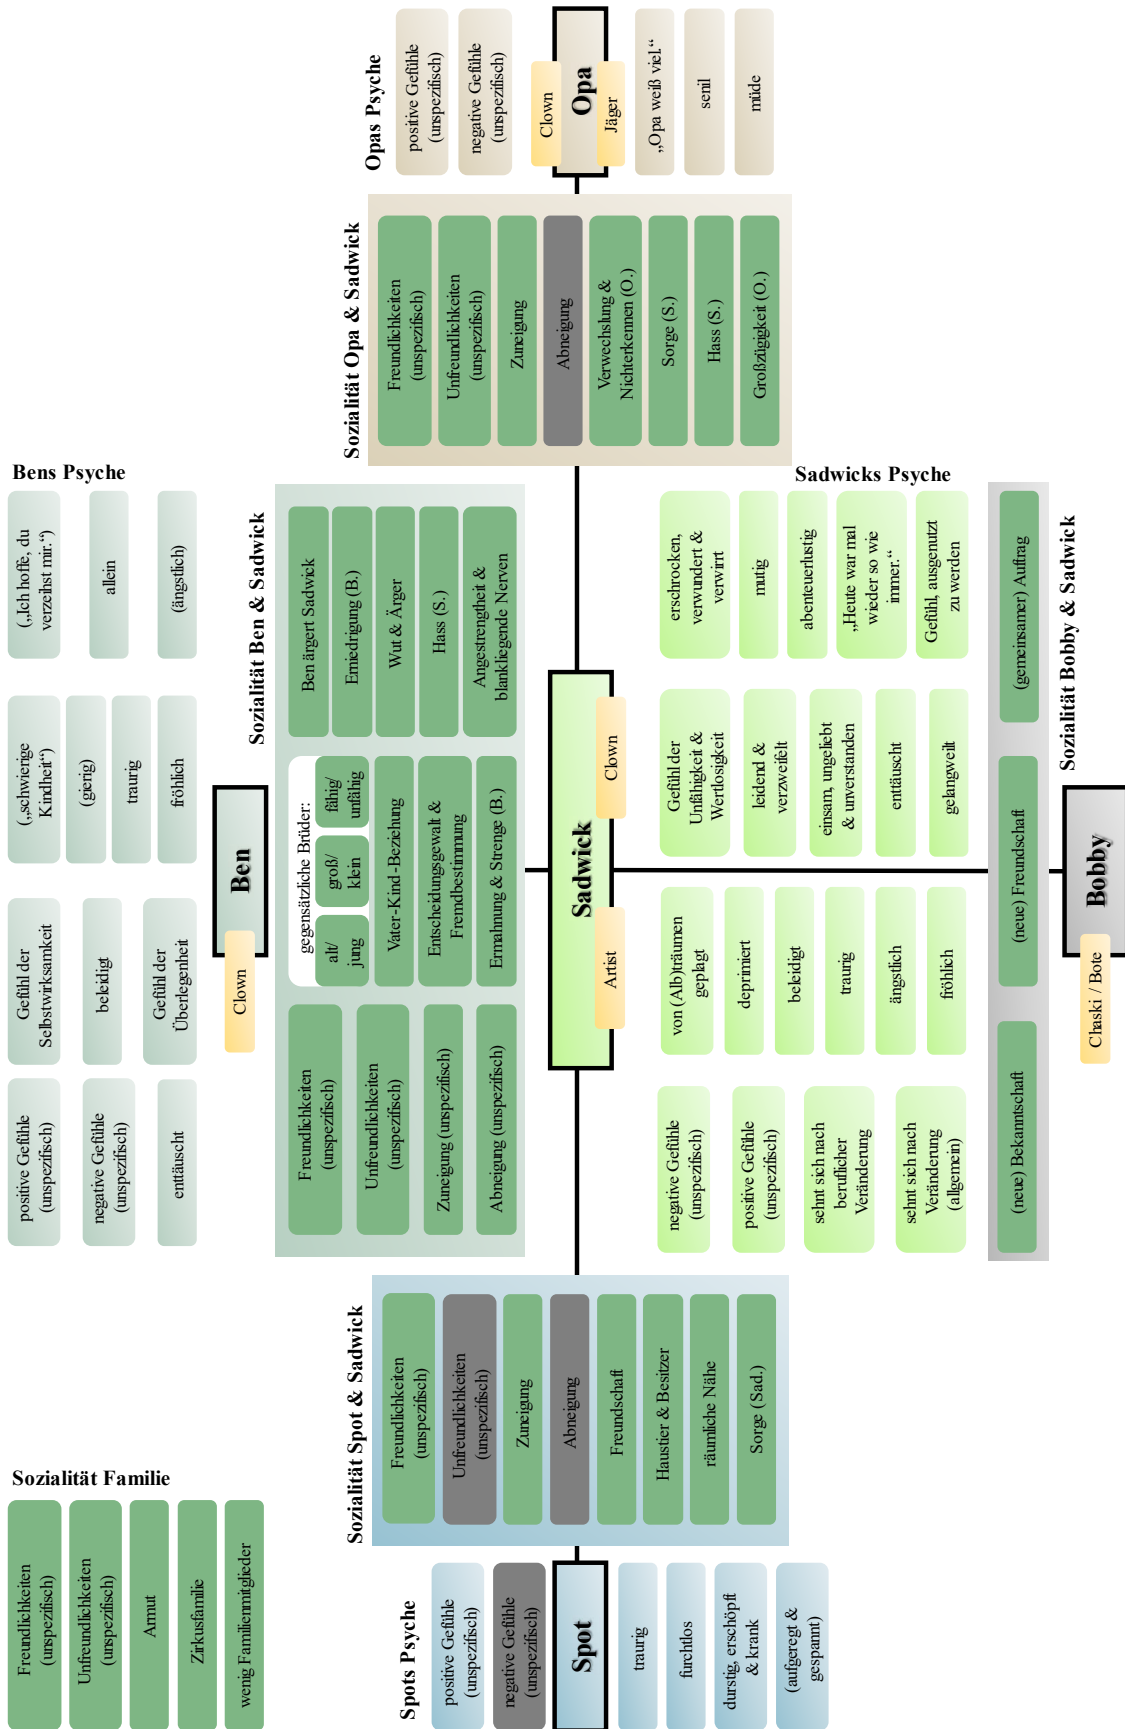 Sozialität Familie
Freundlichkeiten
(unspezifisch)
Unfreundlichkeiten
(unspezifisch)
Armut
Zirkusfamilie
wenig Familienmitglieder
Bens Psyche
positive Gefühle
(unspezifisch)
negative Gefühle
(unspezifisch)
enttäuscht
Gefühl der
Selbstwirksamkeit
beleidigt
Gefühl der
Überlegenheit
(„schwierige
Kindheit“)
(gierig)
traurig
fröhlich
(„Ich hoffe, du
verzeihst mir.“)
allein
(ängstlich)
Clown
Ben
Sozialität Ben & Sadwick
Freundlichkeiten
(unspezifisch)
Unfreundlichkeiten
(unspezifisch)
Zuneigung (unspezifisch)
Abneigung (unspezifisch)
gegensätzliche Brüder:
alt/
jung
groß/
klein
fähig/
unfähig
Vater-Kind-Beziehung
Entscheidungsgewalt &
Fremdbestimmung
Ermahnung & Strenge (B.)
Ben ärgert Sadwick
Erniedrigung (B.)
Wut & Ärger
Hass (S.)
Angestrengtheit &
blankliegende Nerven
Spots Psyche
positive Gefühle
(unspezifisch)
negative Gefühle
(unspezifisch)
Spot
traurig
furchtlos
durstig, erschöpft
& krank
(aufgeregt &
gespannt)
Sozialität Spot & Sadwick
Freundlichkeiten
(unspezifisch)
Unfreundlichkeiten
(unspezifisch)
Zuneigung
Abneigung
Freundschaft
Haustier & Besitzer
räumliche Nähe
Sorge (Sad.)
Sadwick
Artist
Clown
Sozialität Opa & Sadwick
Freundlichkeiten
(unspezifisch)
Unfreundlichkeiten
(unspezifisch)
Zuneigung
Abneigung
Verwechslung &
Nichterkennen (O.)
Sorge (S.)
Hass (S.)
Großzügigkeit (O.)
Opas Psyche
positive Gefühle
(unspezifisch)
negative Gefühle
(unspezifisch)
Clown
Opa
Jäger
„Opa weiß viel.“
senil
müde
Sadwicks Psyche
negative Gefühle
(unspezifisch)
positive Gefühle
(unspezifisch)
sehnt sich nach
beruflicher
Veränderung
sehnt sich nach
Veränderung
(allgemein)
von (Alb)träumen
geplagt
deprimiert
beleidigt
traurig
ängstlich
fröhlich
Gefühl der
Unfähigkeit &
Wertlosigkeit
leidend &
verzweifelt
einsam, ungeliebt
& unverstanden
enttäuscht
gelangweilt
erschrocken,
verwundert &
verwirrt
mutig
abenteuerlustig
„Heute war mal
wieder so wie
immer.“
Gefühl, ausgenutzt
zu werden
(neue) Bekanntschaft
(neue) Freundschaft
(gemeinsamer) Auftrag
Sozialität Bobby & Sadwick
Chaski / Bote
Bobby